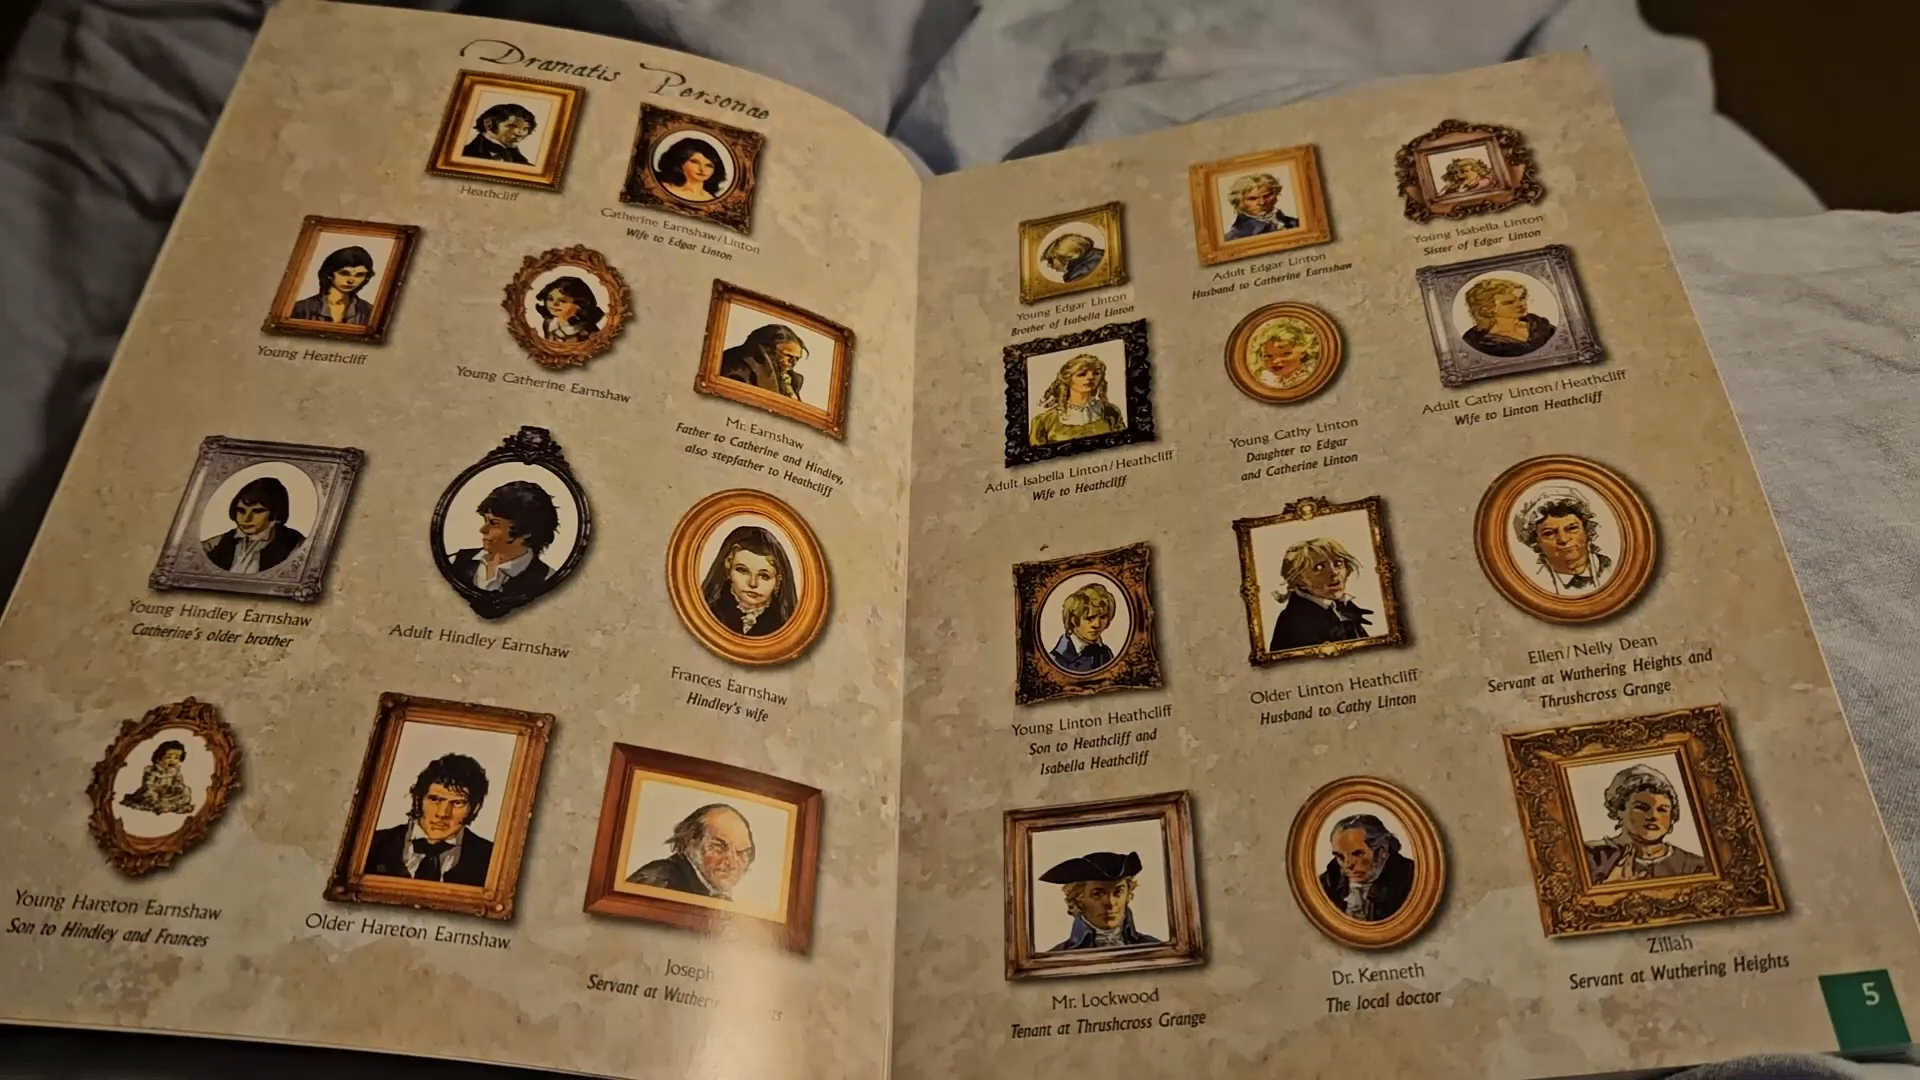 Dramatis Personae
Heathcliff
Catherine Earnshaw/Linton
Wife to Edgar Linton
Young Heathcliff
Young Catherine Earnshaw
Mr. Earnshaw
Father to Catherine and Hindley,
also stepfather to Heathcliff
Young Hindley Earnshaw
Catherine's older brother
Adult Hindley Earnshaw
Frances Earnshaw
Hindley's wife
Young Hareton Earnshaw
Son to Hindley and Frances
Older Hareton Earnshaw
Joseph
Servant at
Young Edgar Linton
Brother of Isabella Linton
Adult Edgar Linton
Husband to Catherine Earnshaw
Young Isabella Linton
Sister of Edgar Linton
Adult Isabella Linton/Heathcliff
Wife to Heathcliff
Young Cathy Linton
Daughter to Edgar
and Catherine Linton
Adult Cathy Linton/Heathcliff
Wife to Linton Heathcliff
Young Linton Heathcliff
Son to Heathcliff and
Isabella Heathcliff
Older Linton Heathcliff
Husband to Cathy Linton
Ellen/Nelly Dean
Servant at Wuthering Heights and
Thrushcross Grange
Mr. Lockwood
Tenant at Thrushcross Grange
Dr. Kenneth
The local doctor
Zillah
Servant at Wuthering Heights
5